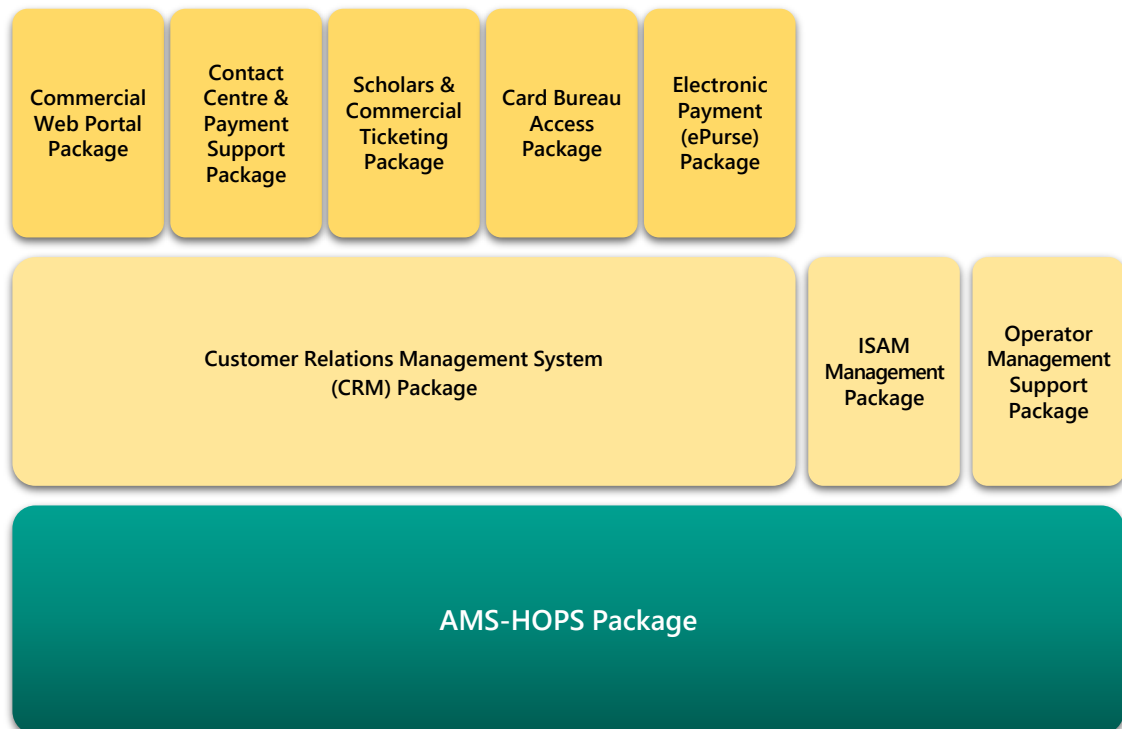 Commercial
Web Portal
Package
Contact
Centre &
Payment
Support
Package
Scholars &
Commercial
Ticketing
Package
Card Bureau
Access
Package
Electronic
Payment
(ePurse)
Package
Customer Relations Management System
(CRM) Package
ISAM
Management
Package
Operator
Management
Support
Package
AMS-HOPS Package